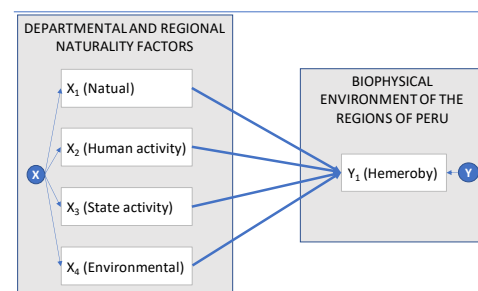 DEPARTMENTAL AND REGIONAL
NATURALITY FACTORS
X₁ (Natual)
X₂ (Human activity)
X
X₃ (State activity)
X₄ (Environmental)
BIOPHYSICAL
ENVIRONMENT OF THE
REGIONS OF PERU
Y₁ (Hemeroby)
Y